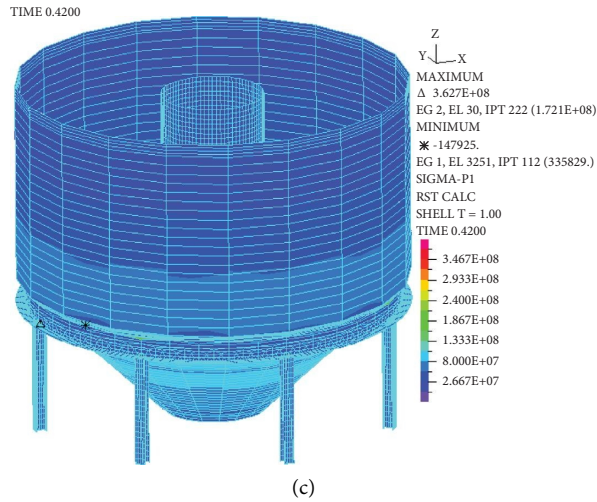 TIME 0.4200
Z
Y X
MAXIMUM
Δ 3.627E+08
EG 2, EL 30, IPT 222 (1.721E+08)
MINIMUM
✱ -147925.
EG 1, EL 3251, IPT 112 (335829.)
SIGMA-P1
RST CALC
SHELL T = 1.00
TIME 0.4200
3.467E+08
2.933E+08
2.400E+08
1.867E+08
1.333E+08
8.000E+07
2.667E+07
(c)